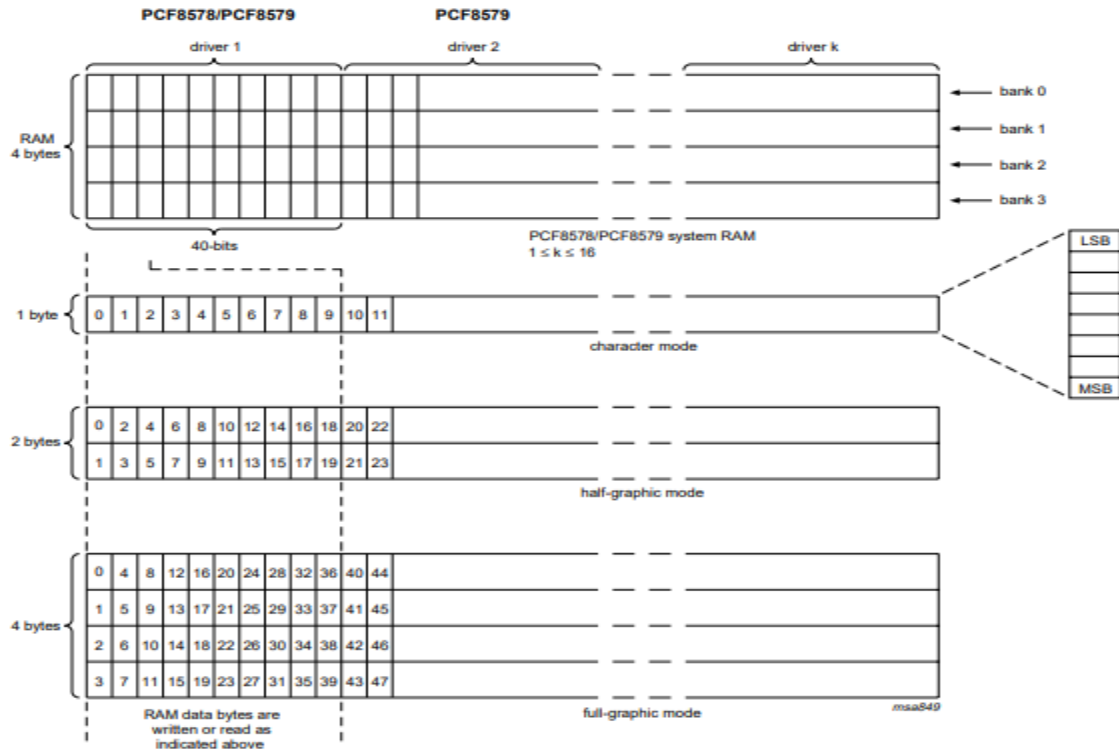 PCF8578/PCF8579 PCF8579
driver 1 driver 2 driver k
bank 0
RAM
4 bytes
bank 1
bank 2
bank 3
40-bits
PCF8578/PCF8579 system RAM
1 ≤ k ≤ 16
LSB
1 byte 0 1 2 3 4 5 6 7 8 9 10 11
character mode
MSB
2 bytes
0 2 4 6 8 10 12 14 16 18 20 22
1 3 5 7 9 11 13 15 17 19 21 23
half-graphic mode
4 bytes
0 4 8 12 16 20 24 28 32 36 40 44
1 5 9 13 17 21 25 29 33 37 41 45
2 6 10 14 18 22 26 30 34 38 42 46
3 7 11 15 19 23 27 31 35 39 43 47
RAM data bytes are
written or read as
indicated above
full-graphic mode
msa849